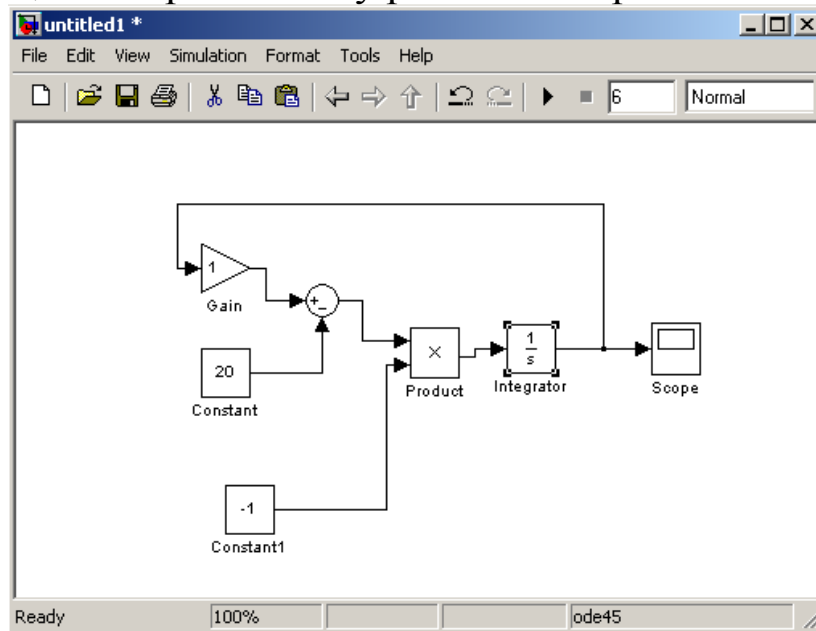 untitled1 *
File Edit View Simulation Format Tools Help
6 Normal
1
Gain
+
-
20
Constant
×
Product
1
s
Integrator
Scope
-1
Constant1
Ready 100% ode45